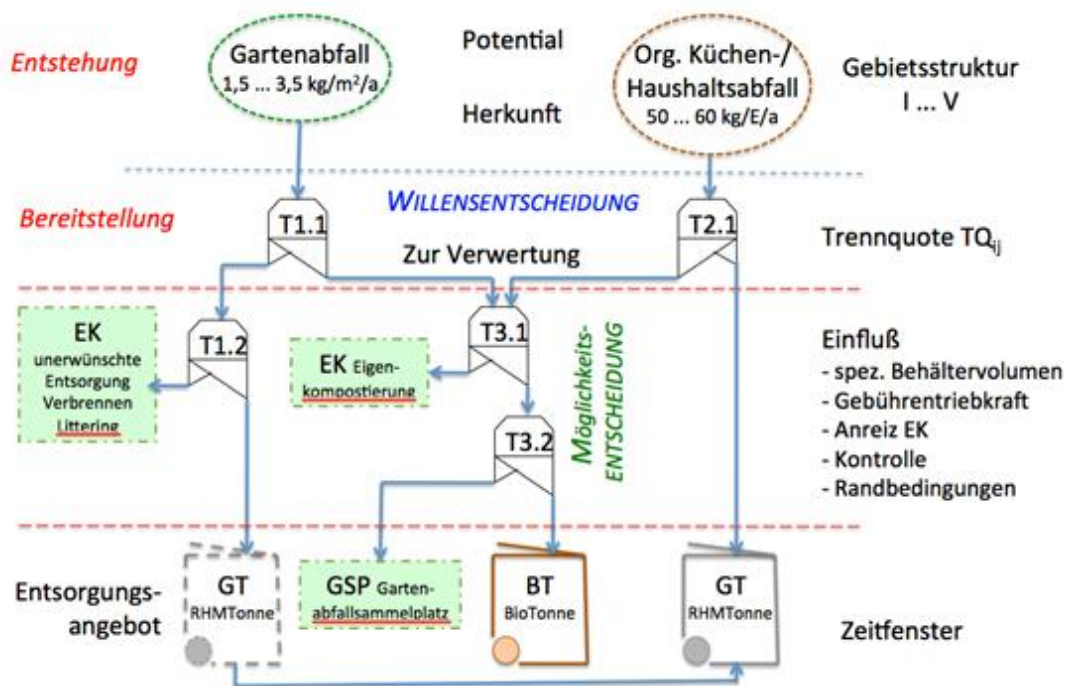 Entstehung
Gartenabfall
1,5 ... 3,5 kg/m²/a
Potential
Herkunft
Org. Küchen-/
Haushaltsabfall
50 ... 60 kg/E/a
Gebietsstruktur
I ... V
Bereitstellung
WILLENSENTSCHEIDUNG
T1.1
T2.1
Zur Verwertung
Trennquote TQij
EK
unerwünschte
Entsorgung
Verbrennen
Littering
T1.2
EK Eigen-
kompostierung
T3.1
T3.2
MÖGLICHKEITS-
ENTSCHEIDUNG
Einfluß
- spez. Behältervolumen
- Gebührentriebkraft
- Anreiz EK
- Kontrolle
- Randbedingungen
Entsorgungs-
angebot
GT
RHMTonne
GSP Garten-
abfallsammelplatz
BT
BioTonne
GT
RHMTonne
Zeitfenster